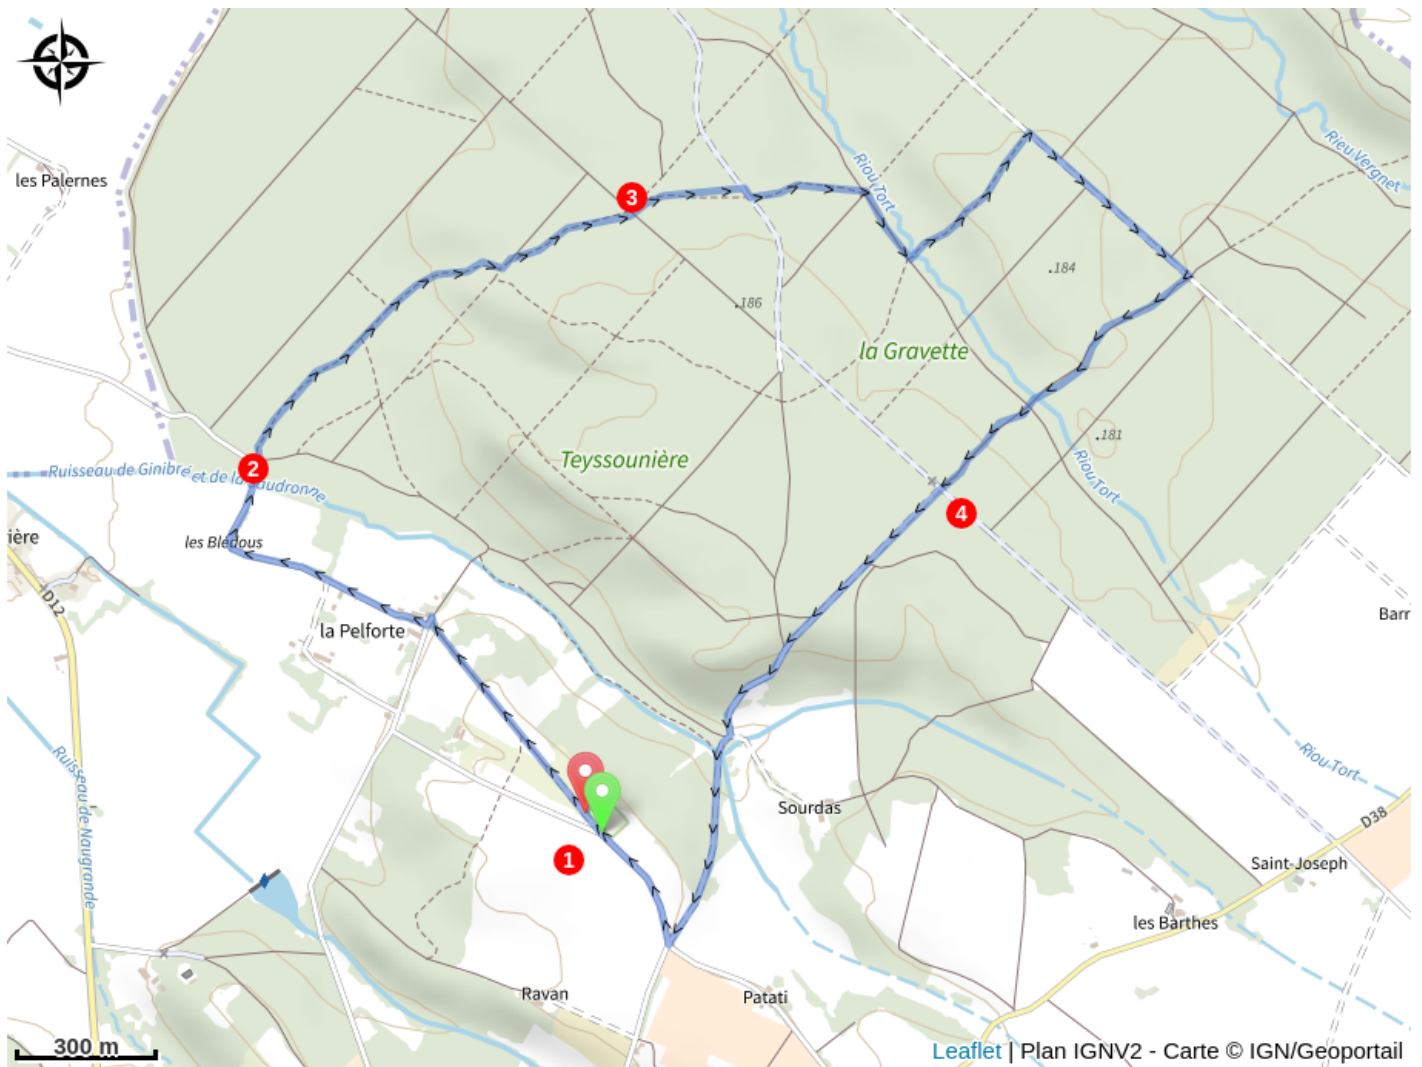 les Palernes
Riou Tort
Rieu Vergnet
3
.184
.186
la Gravette
.181
Teyssounière
Riou Tort
2
Ruisseau de Ginibre et de la Gaudronne
4
ière
les Blédous
D12
Barr
la Pelforte
Riou Tort
Ruisseau de Naugrande
Sourdas
D38
1
Saint-Joseph
les Barthes
Ravan
Patati
300 m
Leaflet | Plan IGNV2 - Carte © IGN/Geoportail